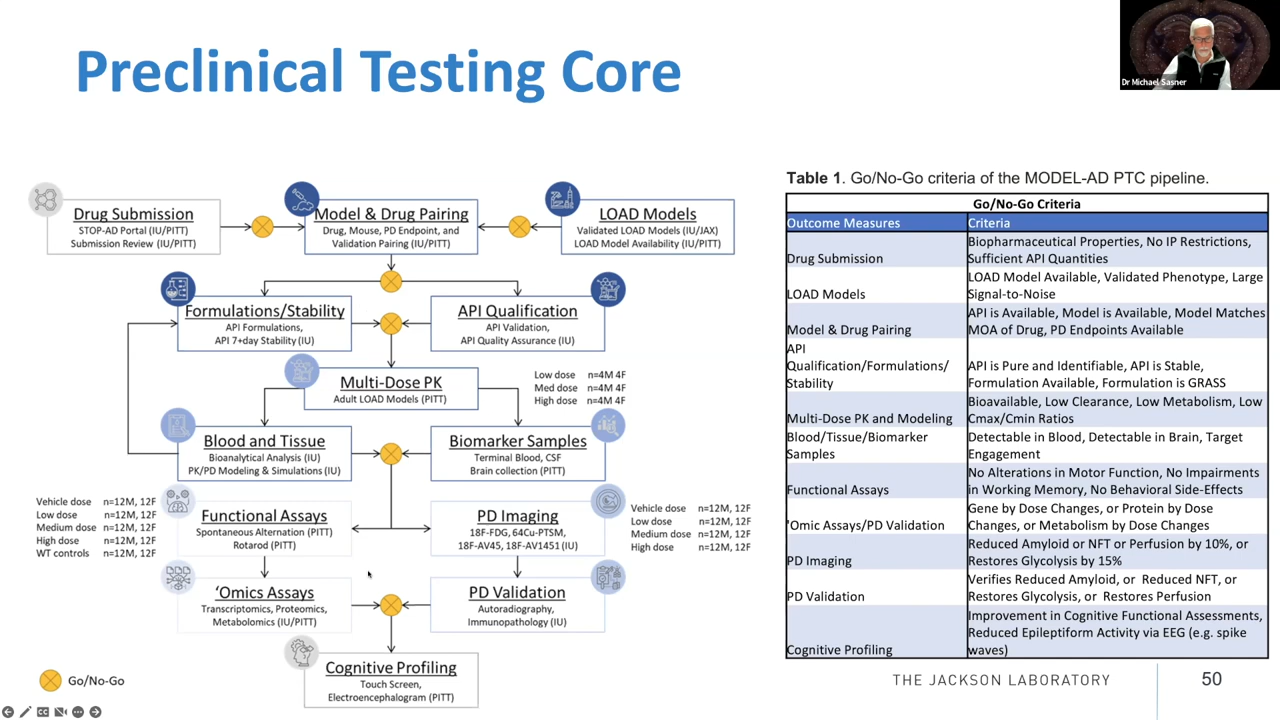 Preclinical Testing Core
Dr Michael Sasner
Drug Submission
STOP-AD Portal (IU/PITT)
Submission Review (IU/PITT)
Model & Drug Pairing
Drug, Mouse, PD Endpoint, and
Validation Pairing (IU/PITT)
LOAD Models
Validated LOAD Models (IU/JAX)
LOAD Model Availability (IU/PITT)
Formulations/Stability
API Formulations,
API 7+day Stability (IU)
API Qualification
API Validation,
API Quality Assurance (IU)
Multi-Dose PK
Adult LOAD Models (PITT)
Low dose n=4M 4F
Med dose n=4M 4F
High dose n=4M 4F
Blood and Tissue
Bioanalytical Analysis (IU)
PK/PD Modeling & Simulations (IU)
Biomarker Samples
Terminal Blood, CSF
Brain collection (PITT)
Vehicle dose n=12M, 12F
Low dose n=12M, 12F
Medium dose n=12M, 12F
High dose n=12M, 12F
WT controls n=12M, 12F
Functional Assays
Spontaneous Alternation (PITT)
Rotarod (PITT)
PD Imaging
18F-FDG, 64Cu-PTSM,
18F-AV45, 18F-AV1451 (IU)
Vehicle dose n=12M, 12F
Low dose n=12M, 12F
Medium dose n=12M, 12F
High dose n=12M, 12F
'Omics Assays
Transcriptomics, Proteomics,
Metabolomics (IU/PITT)
PD Validation
Autoradiography,
Immunopathology (IU)
Cognitive Profiling
Touch Screen,
Electroencephalogram (PITT)
Go/No-Go
Table 1. Go/No-Go criteria of the MODEL-AD PTC pipeline.
Go/No-Go Criteria
Outcome Measures Criteria
Drug Submission
Biopharmaceutical Properties, No IP Restrictions,
Sufficient API Quantities
LOAD Models
LOAD Model Available, Validated Phenotype, Large
Signal-to-Noise
Model & Drug Pairing
API is Available, Model is Available, Model Matches
MOA of Drug, PD Endpoints Available
API
Qualification/Formulations/
Stability
API is Pure and Identifiable, API is Stable,
Formulation Available, Formulation is GRASS
Multi-Dose PK and Modeling
Bioavailable, Low Clearance, Low Metabolism, Low
Cmax/Cmin Ratios
Blood/Tissue/Biomarker
Samples
Detectable in Blood, Detectable in Brain, Target
Engagement
Functional Assays
No Alterations in Motor Function, No Impairments
in Working Memory, No Behavioral Side-Effects
'Omic Assays/PD Validation
Gene by Dose Changes, or Protein by Dose
Changes, or Metabolism by Dose Changes
PD Imaging
Reduced Amyloid or NFT or Perfusion by 10%, or
Restores Glycolysis by 15%
PD Validation
Verifies Reduced Amyloid, or Reduced NFT, or
Restores Glycolysis, or Restores Perfusion
Cognitive Profiling
Improvement in Cognitive Functional Assessments,
Reduced Epileptiform Activity via EEG (e.g. spike
waves)
THE JACKSON LABORATORY
50